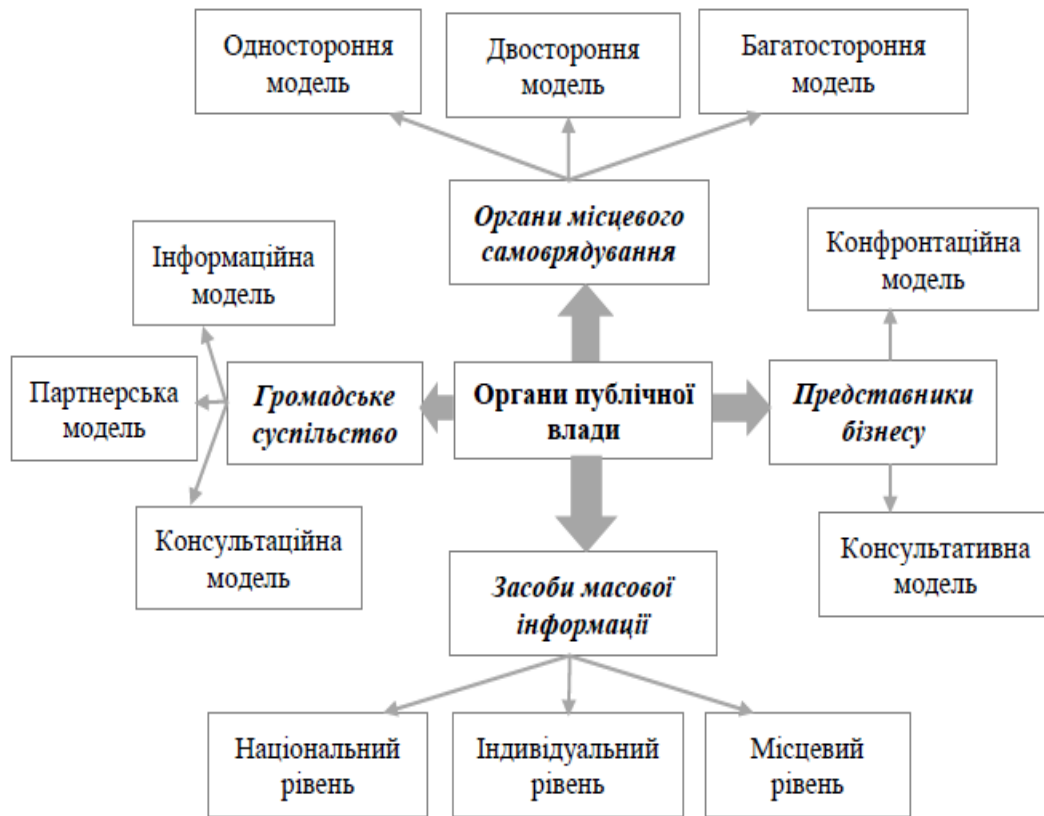 Одностороння
модель
Двостороння
модель
Багатостороння
модель
Органи місцевого
самоврядування
Інформаційна
модель
Конфронтаційна
модель
Партнерська
модель
Громадське
суспільство
Органи публічної
влади
Представники
бізнесу
Консультаційна
модель
Консультативна
модель
Засоби масової
інформації
Національний
рівень
Індивідуальний
рівень
Місцевий
рівень